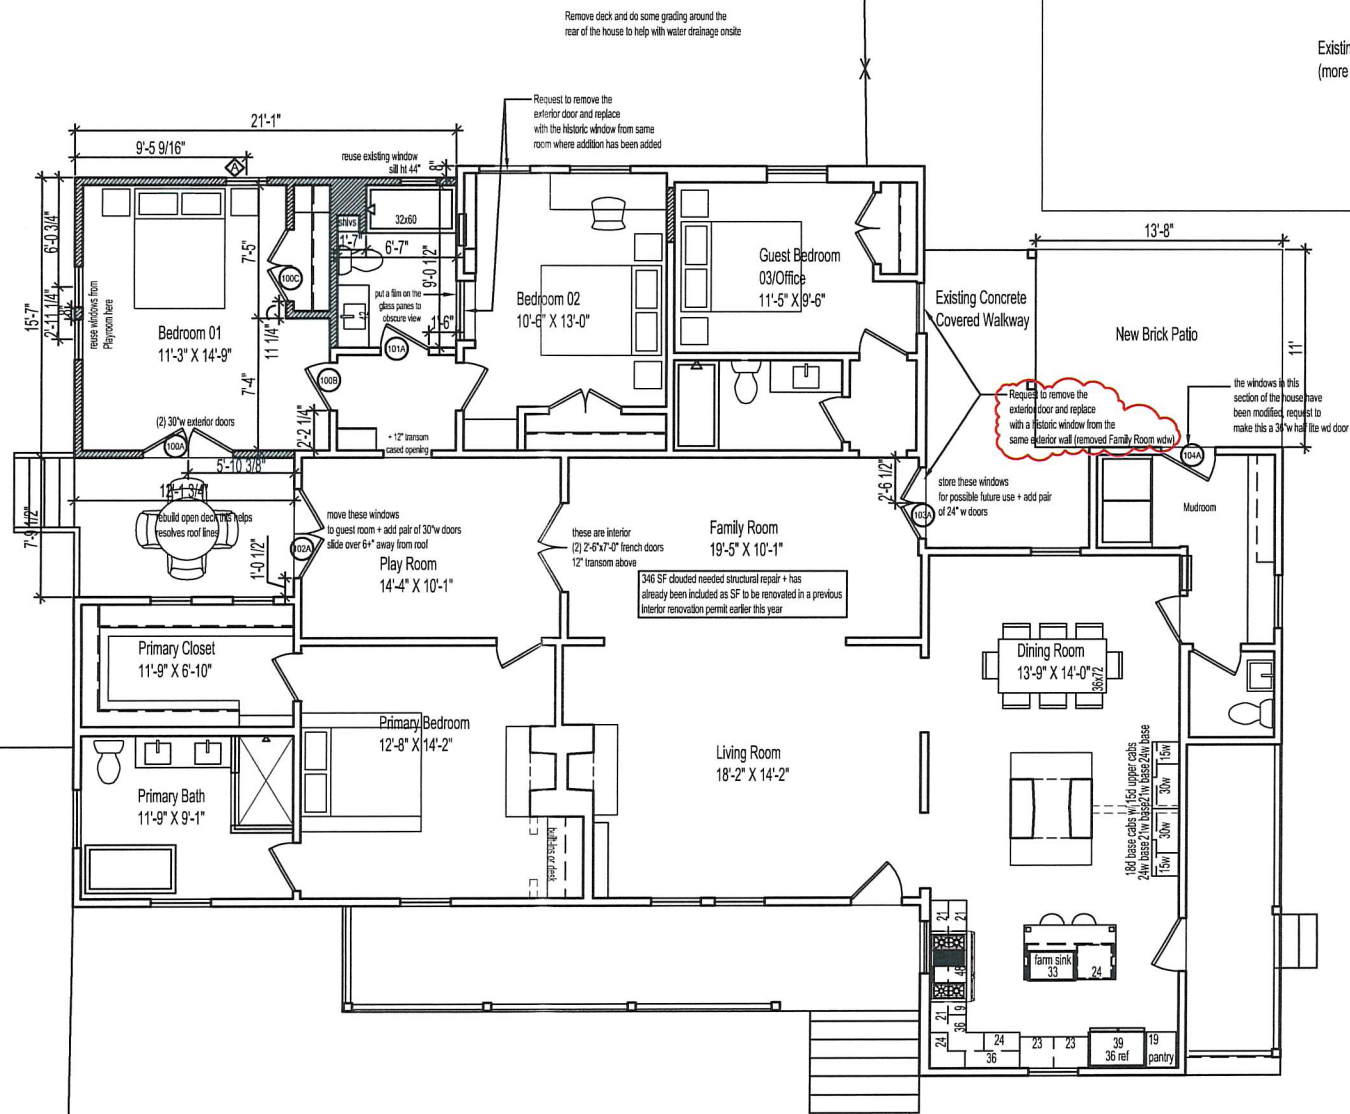 Remove deck and do some grading around the
rear of the house to help with water drainage onsite
Existin
(more
Request to remove the
exterior door and replace
with the historic window from same
room where addition has been added
21'-1"
9'-5 9/16"
A
reuse existing window
sill ht 44"
8"
32x60
shlvs
1'-7"
6'-7"
9'-0 1/2"
7'-5"
100C
6'-0 3/4"
15'-7"
2'-11 1/4"
reuse windows from
Playroom here
Bedroom 01
11'-3" X 14'-9"
11 1/4"
7'-4"
put a film on the
glass panes to
obscure view
42
1'-6"
101A
100B
2'-2 1/4"
Bedroom 02
10'-6" X 13'-0"
Guest Bedroom
03/Office
11'-5" X 9'-6"
Existing Concrete
Covered Walkway
13'-8"
New Brick Patio
11'
Request to remove the
exterior door and replace
with a historic window from the
same exterior wall (removed Family Room wdw)
the windows in this
section of the house have
been modified, request to
make this a 36"w half lite wd door
104A
Mudroom
(2) 30"w exterior doors
100A
5'-10 3/8"
12'-1 3/4"
7'-9 1/2"
rebuild open deck this helps
resolves roof lines
1'-0 1/2"
102A
+ 12" transom
cased opening
move these windows
to guest room + add pair of 30"w doors
slide over 6+" away from roof
Play Room
14'-4" X 10'-1"
these are interior
(2) 2'-6"x7'-0" french doors
12" transom above
Family Room
19'-5" X 10'-1"
2'-6 1/2"
103A
store these windows
for possible future use + add pair
of 24" w doors
346 SF clouded needed structural repair + has
already been included as SF to be renovated in a previous
interior renovation permit earlier this year
Primary Closet
11'-9" X 6'-10"
Primary Bedroom
12'-8" X 14'-2"
Primary Bath
11'-9" X 9'-1"
built-ins or desk
Living Room
18'-2" X 14'-2"
Dining Room
13'-9" X 14'-0"
36x72
18d base cabs w 15d upper cabs
24w base 21w base 21w base 24w base
15w
30w
30w
15w
21
21
48
9
21
36
24
24
36
23
23
farm sink
33
24
39
36 ref
19
pantry